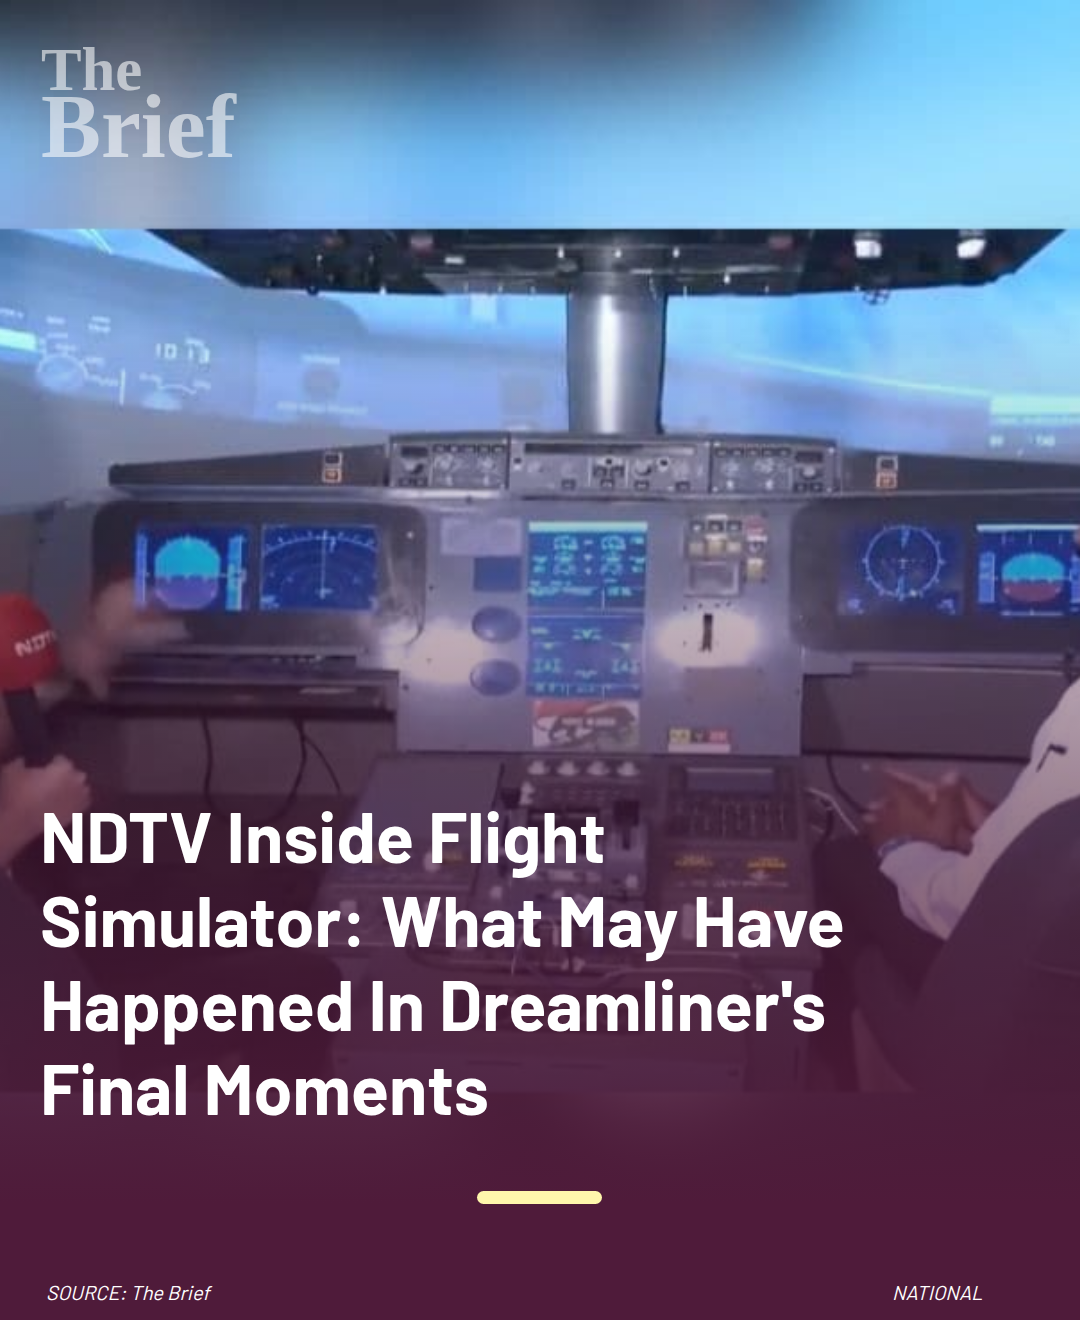 The
Brief
1013
NDTV
NDTV Inside Flight
Simulator: What May Have
Happened In Dreamliner's
Final Moments
SOURCE: The Brief
NATIONAL